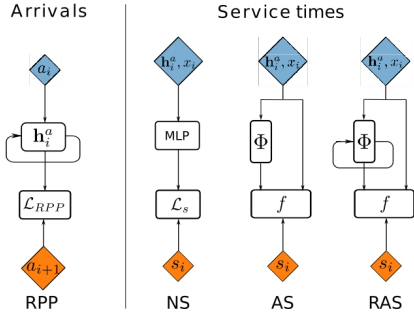 Arrivals
Service times
a_i
h_i^a, x_i
h_i^a, x_i
h_i^a, x_i
h_i^a
MLP
Φ
Φ
L_RPP
L_s
f
f
a_{i+1}
s_i
s_i
s_i
RPP
NS
AS
RAS